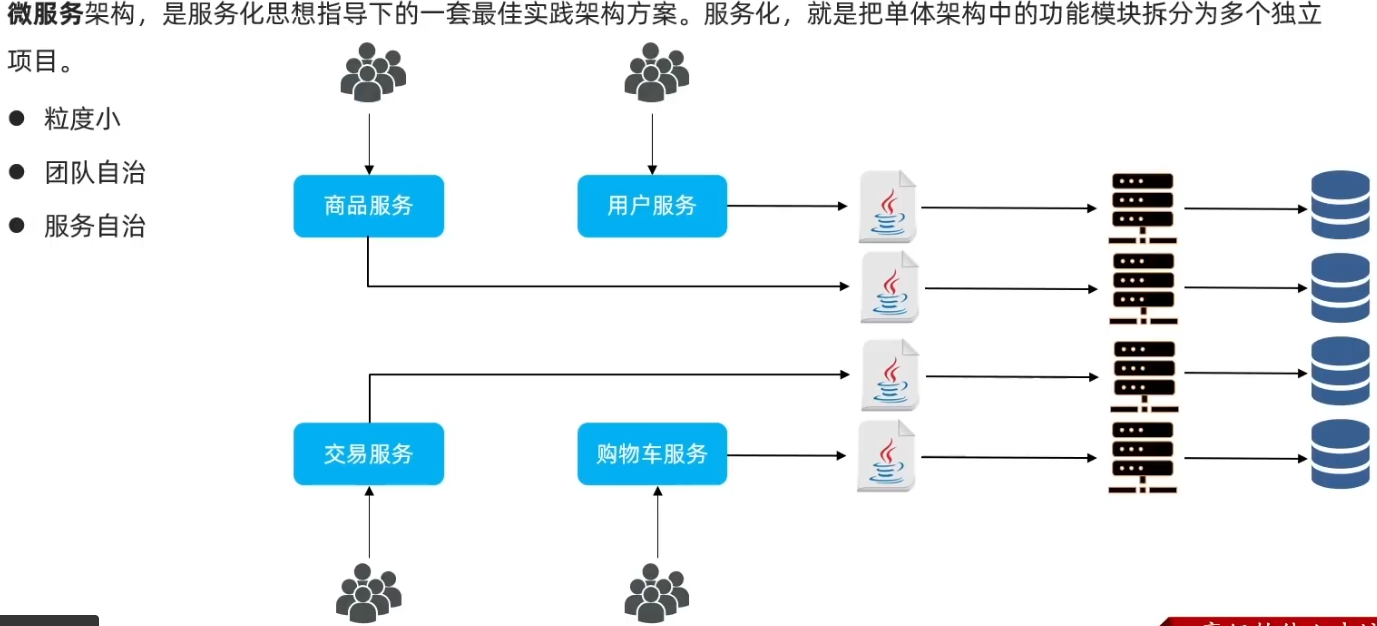 微服务架构，是服务化思想指导下的一套最佳实践架构方案。服务化，就是把单体架构中的功能模块拆分为多个独立
项目。
● 粒度小
● 团队自治
● 服务自治
商品服务
用户服务
交易服务
购物车服务